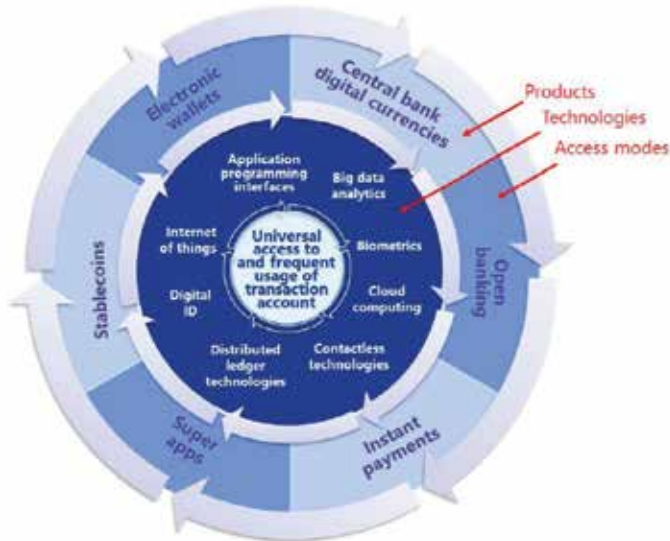 Electronic
wallets
Central bank
digital currencies
Products
Technologies
Access modes
Application
programming
interfaces
Big data
analytics
Internet
of things
Universal
access to
and frequent
usage of
transaction
account
Biometrics
Stablecoins
Digital
ID
Cloud
computing
Open
banking
Distributed
ledger
technologies
Contactless
technologies
Super
apps
Instant
payments